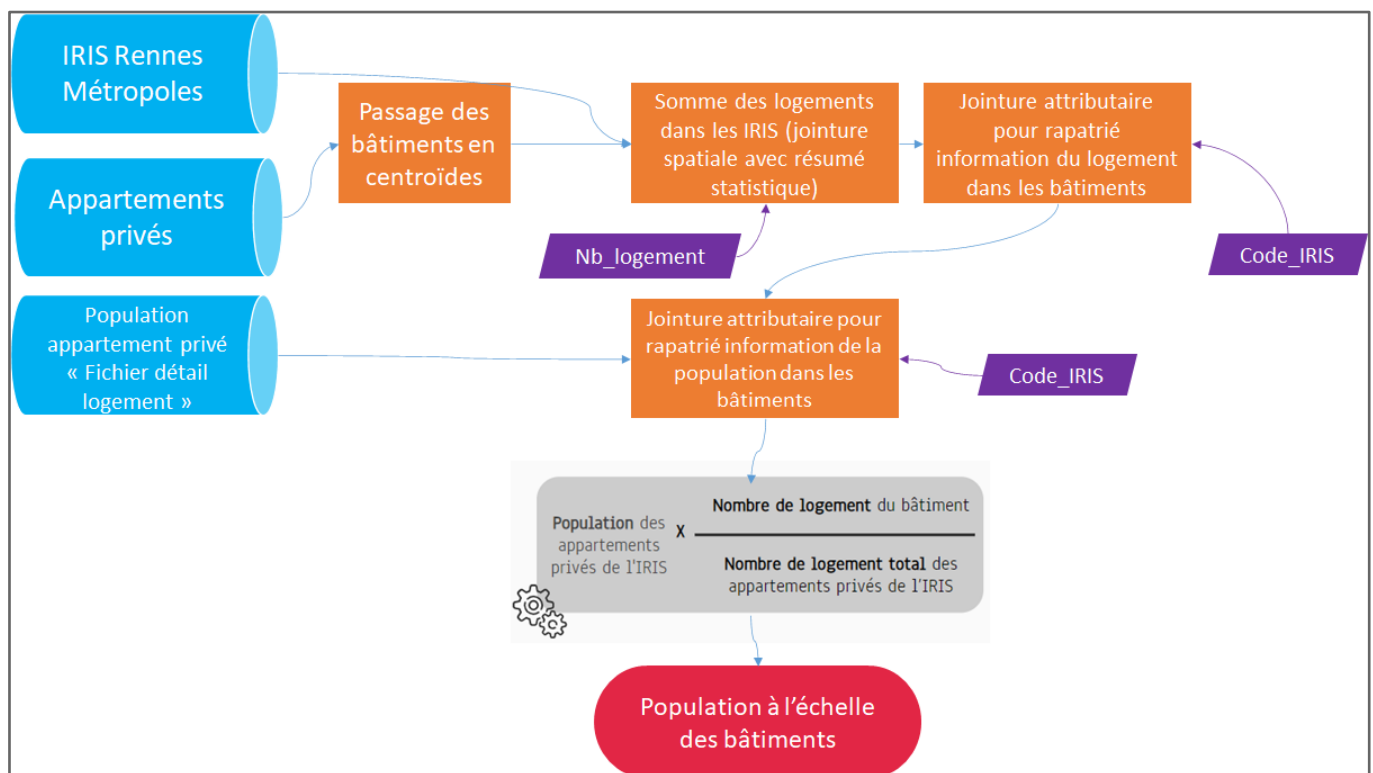 IRIS Rennes
Métropoles
Appartements
privés
Population
appartement privé
« Fichier détail
logement »
Passage des
bâtiments en
centroïdes
Somme des logements
dans les IRIS (jointure
spatiale avec résumé
statistique)
Jointure attributaire
pour rapatrié
information du logement
dans les bâtiments
Nb_logement
Code_IRIS
Jointure attributaire pour
rapatrié information de la
population dans les
bâtiments
Code_IRIS
Population des
appartements
privés de l'IRIS
X
Nombre de logement du bâtiment
Nombre de logement total des
appartements privés de l'IRIS
Population à l’échelle
des bâtiments